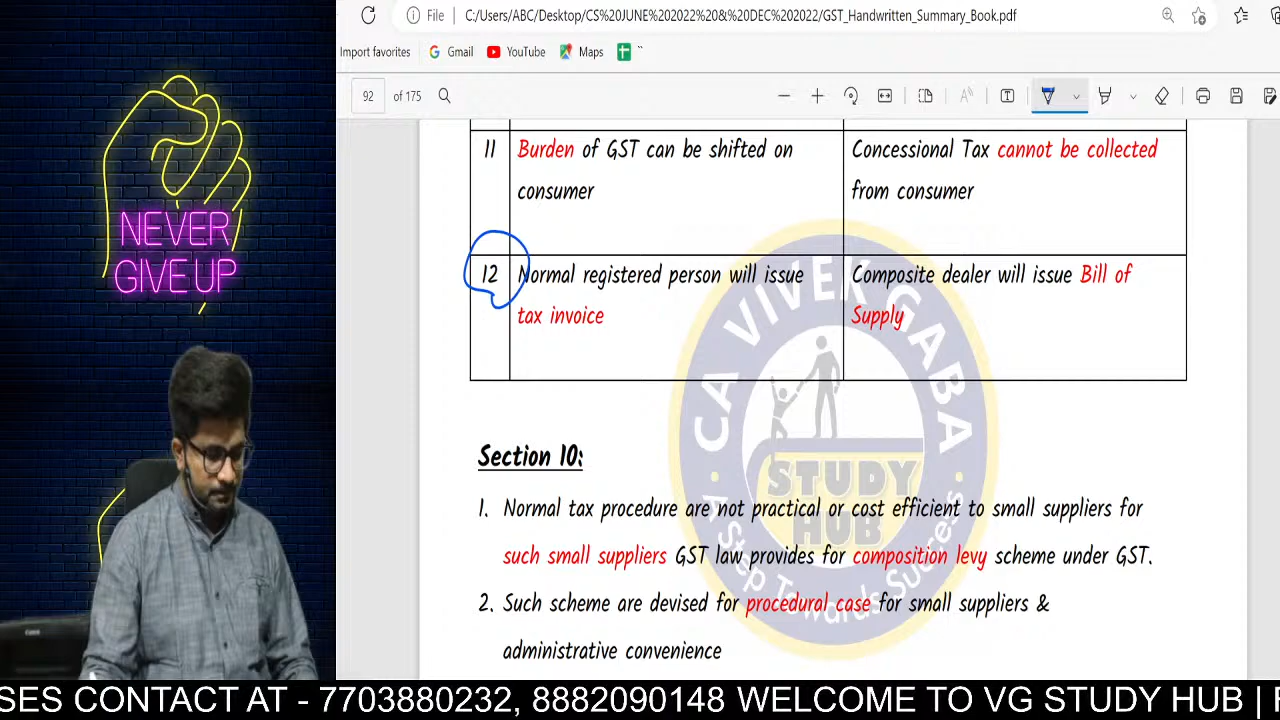 File
C:/Users/ABC/Desktop/CS%20JUNE%202022%20&%20DEC%202022/GST_Handwritten_Summary_Book.pdf
Import favorites Gmail YouTube Maps
92 of 175
11 Burden of GST can be shifted on consumer
Concessional Tax cannot be collected from consumer
12 Normal registered person will issue tax invoice
Composite dealer will issue Bill of Supply
Section 10:
1. Normal tax procedure are not practical or cost efficient to small suppliers for
such small suppliers GST law provides for composition levy scheme under GST.
2. Such scheme are devised for procedural case for small suppliers &
administrative convenience
NEVER
GIVE UP
STUDY
SES CONTACT AT - 7703880232, 8882090148 WELCOME TO VG STUDY HUB |